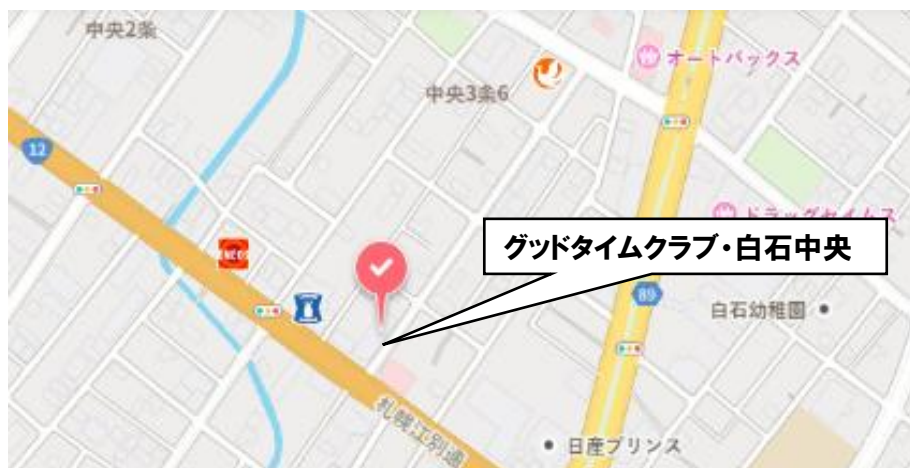 中央2条
オートパックス
中央3条6
12
ドラッグセイムス
ENEOS
グッドタイムクラブ・白石中央
89
白石幼稚園
札幌江別通
日産プリンス